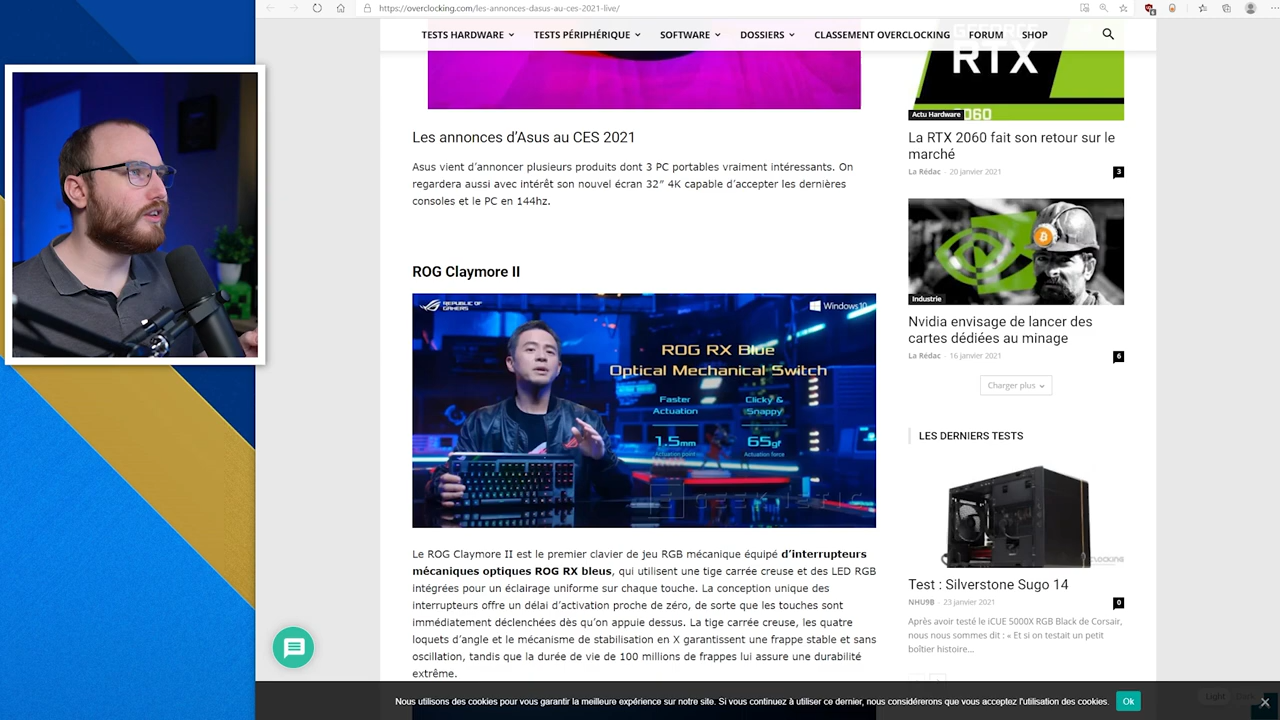 https://overclocking.com/les-annonces-dasus-au-ces-2021-live/
TESTS HARDWARE
TESTS PÉRIPHÉRIQUE
SOFTWARE
DOSSIERS
CLASSEMENT OVERCLOCKING
FORUM
SHOP
RTX
2060
Actu Hardware
La RTX 2060 fait son retour sur le
marché
La Rédac - 20 janvier 2021
3
Les annonces d’Asus au CES 2021
Asus vient d’annoncer plusieurs produits dont 3 PC portables vraiment intéressants. On
regardera aussi avec intérêt son nouvel écran 32″ 4K capable d’accepter les dernières
consoles et le PC en 144hz.
ROG Claymore II
REPUBLIC OF
GAMERS
Windows10
ROG RX Blue
Optical Mechanical Switch
Faster
Actuation
Clicky &
Snappy
1.5mm
65gf
Actuation point
Actuation force
Le ROG Claymore II est le premier clavier de jeu RGB mécanique équipé d’interrupteurs
mécaniques optiques ROG RX bleus, qui utilisent une tige carrée creuse et des LED RGB
intégrées pour un éclairage uniforme sur chaque touche. La conception unique des
interrupteurs offre un délai d’activation proche de zéro, de sorte que les touches sont
immédiatement déclenchées dès qu’on appuie dessus. La tige carrée creuse, les quatre
loquets d’angle et le mécanisme de stabilisation en X garantissent une frappe stable et sans
oscillation, tandis que la durée de vie de 100 millions de frappes lui assure une durabilité
extrême.
Industrie
Nvidia envisage de lancer des
cartes dédiées au minage
La Rédac - 16 janvier 2021
6
Charger plus
LES DERNIERS TESTS
Test : Silverstone Sugo 14
NHU9B - 23 janvier 2021
0
Après avoir testé le iCUE 5000X RGB Black de Corsair,
nous nous sommes dit : « Et si on testait un petit
boîtier histoire...
Light
Dark
Nous utilisons des cookies pour vous garantir la meilleure expérience sur notre site. Si vous continuez à utiliser ce dernier, nous considérerons que vous acceptez l'utilisation des cookies.
Ok